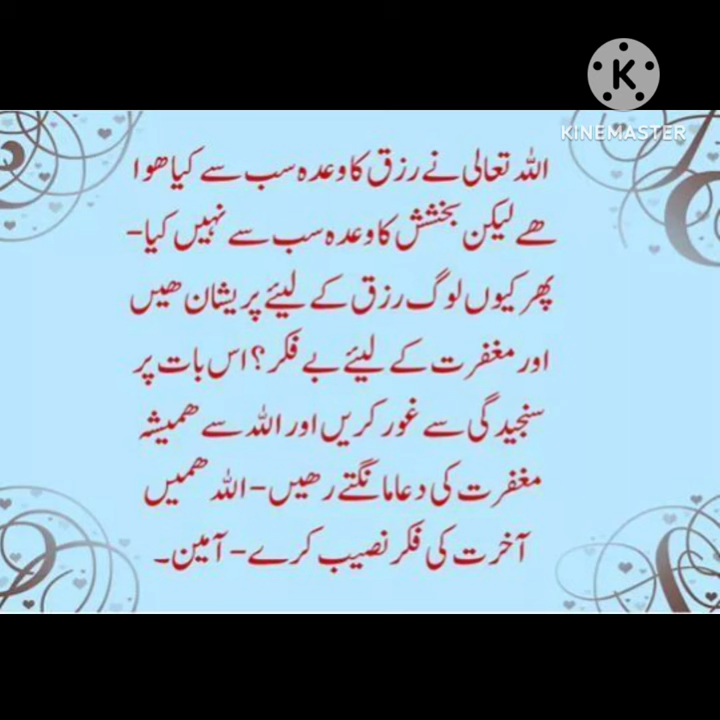 KINEMASTER
اللہ تعالی نے رزق کا وعدہ سب سے کیا ھوا
ھے لیکن بخشش کا وعدہ سب سے نہیں کیا-
پھر کیوں لوگ رزق کے لیئے پریشان ھیں
اور مغفرت کے لیئے بے فکر؟ اس بات پر
سنجیدگی سے غور کریں اور اللہ سے ھمیشہ
مغفرت کی دعا مانگتے رھیں- اللہ ھمیں
آخرت کی فکر نصیب کرے- آمین۔